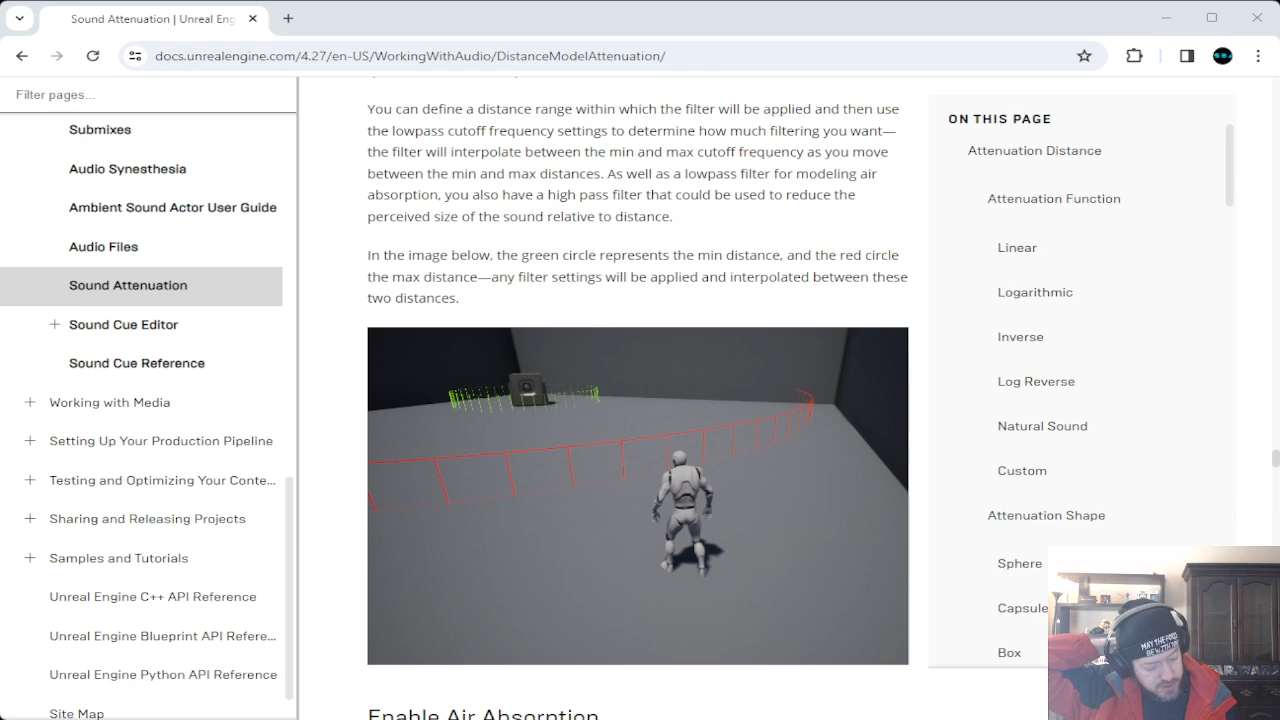 Sound Attenuation | Unreal Eng
docs.unrealengine.com/4.27/en-US/WorkingWithAudio/DistanceModelAttenuation/
Filter pages...
Submixes
Audio Synesthesia
Ambient Sound Actor User Guide
Audio Files
Sound Attenuation
Sound Cue Editor
Sound Cue Reference
Working with Media
Setting Up Your Production Pipeline
Testing and Optimizing Your Conte...
Sharing and Releasing Projects
Samples and Tutorials
Unreal Engine C++ API Reference
Unreal Engine Blueprint API Refere...
Unreal Engine Python API Reference
Site Map
You can define a distance range within which the filter will be applied and then use
the lowpass cutoff frequency settings to determine how much filtering you want—
the filter will interpolate between the min and max cutoff frequency as you move
between the min and max distances. As well as a lowpass filter for modeling air
absorption, you also have a high pass filter that could be used to reduce the
perceived size of the sound relative to distance.
In the image below, the green circle represents the min distance, and the red circle
the max distance—any filter settings will be applied and interpolated between these
two distances.
Enable Air Absorption
ON THIS PAGE
Attenuation Distance
Attenuation Function
Linear
Logarithmic
Inverse
Log Reverse
Natural Sound
Custom
Attenuation Shape
Sphere
Capsule
Box
MAY THE FORCE
BE WITH YOU